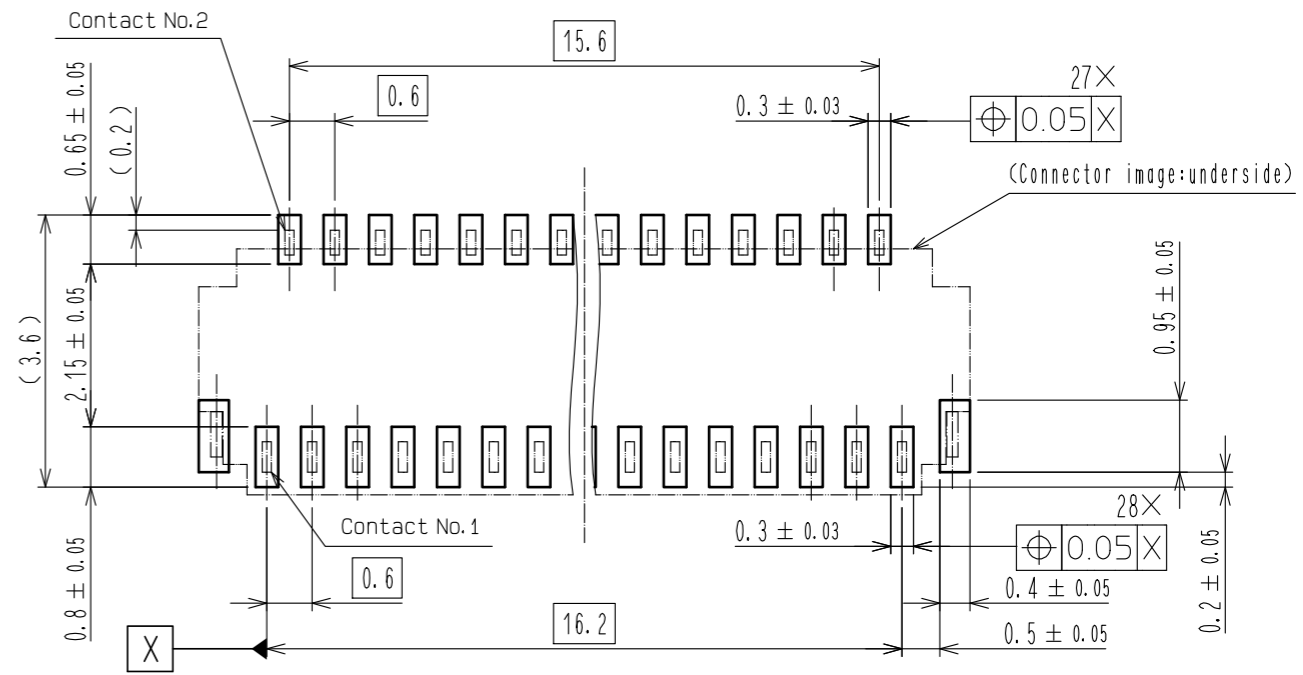 Contact No.2
15.6
0.6
0.3 ± 0.03
27×
⌖ 0.05 X
0.65 ± 0.05
(0.2)
(Connector image:underside)
(3.6)
2.15 ± 0.05
0.95 ± 0.05
Contact No.1
0.3 ± 0.03
28×
⌖ 0.05 X
0.8 ± 0.05
0.6
0.4 ± 0.05
0.2 ± 0.05
X
16.2
0.5 ± 0.05